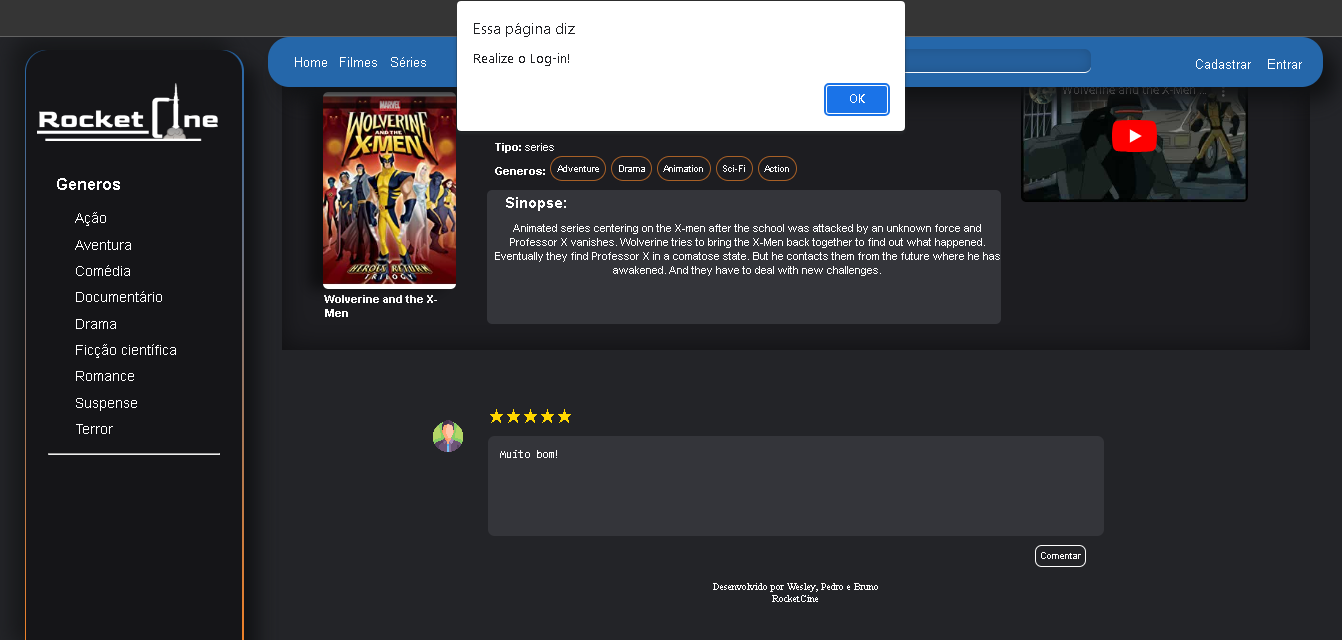 Essa página diz
Realize o Log-in!
OK
Home Filmes Séries
Cadastrar Entrar
Rocket Cine
Generos
Ação
Aventura
Comédia
Documentário
Drama
Ficção científica
Romance
Suspense
Terror
MARVEL
WOLVERINE
AND THE
X-MEN
HEROES RETURN
TRILOGY
Wolverine and the X-
Men
Tipo: series
Generos: Adventure Drama Animation Sci-Fi Action
Sinopse:
Animated series centering on the X-men after the school was attacked by an unknown force and
Professor X vanishes. Wolverine tries to bring the X-Men back together to find out what happened.
Eventually they find Professor X in a comatose state. But he contacts them from the future where he has
awakened. And they have to deal with new challenges.
Wolverine and the X-Men ...
Muito bom!
Comentar
Desenvolvido por Wesley, Pedro e Bruno
RocketCine